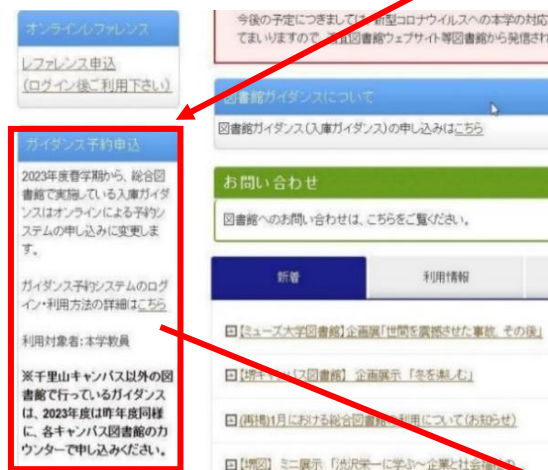 オンラインレファレンス
レファレンス申込
(ログイン後ご利用下さい)
ガイダンス予約申込
2023年度春学期から、総合図
書館で実施している入庫ガイダ
ンスはオンラインによる予約シ
ステムの申し込みに変更しま
す。
ガイダンス予約システムのログ
イン・利用方法の詳細はこちら
利用対象者:本学教員
※千里山キャンパス以外の図
書館で行っているガイダンス
は、2023年度は昨年度同様
に、各キャンパス図書館のカ
ウンターで申し込みください。
今後の予定につきましては、新型コロナウイルスへの本学の対応
てまいりますので、適宜図書館ウェブサイト等図書館から発信され
図書館ガイダンスについて
図書館ガイダンス(入庫ガイダンス)の申し込みはこちら
お問い合わせ
図書館へのお問い合わせは、こちらをご覧ください。
新着
利用情報
【ミューズ大学図書館】企画展「世間を震撼させた事故、その後」
【堺キャンパス図書館】 企画展示 「冬を楽しむ」
(再掲)1月における総合図書館の利用について(お知らせ)
【堺図】 ミニ展示 「渋沢栄一に学ぶ~企業と社会